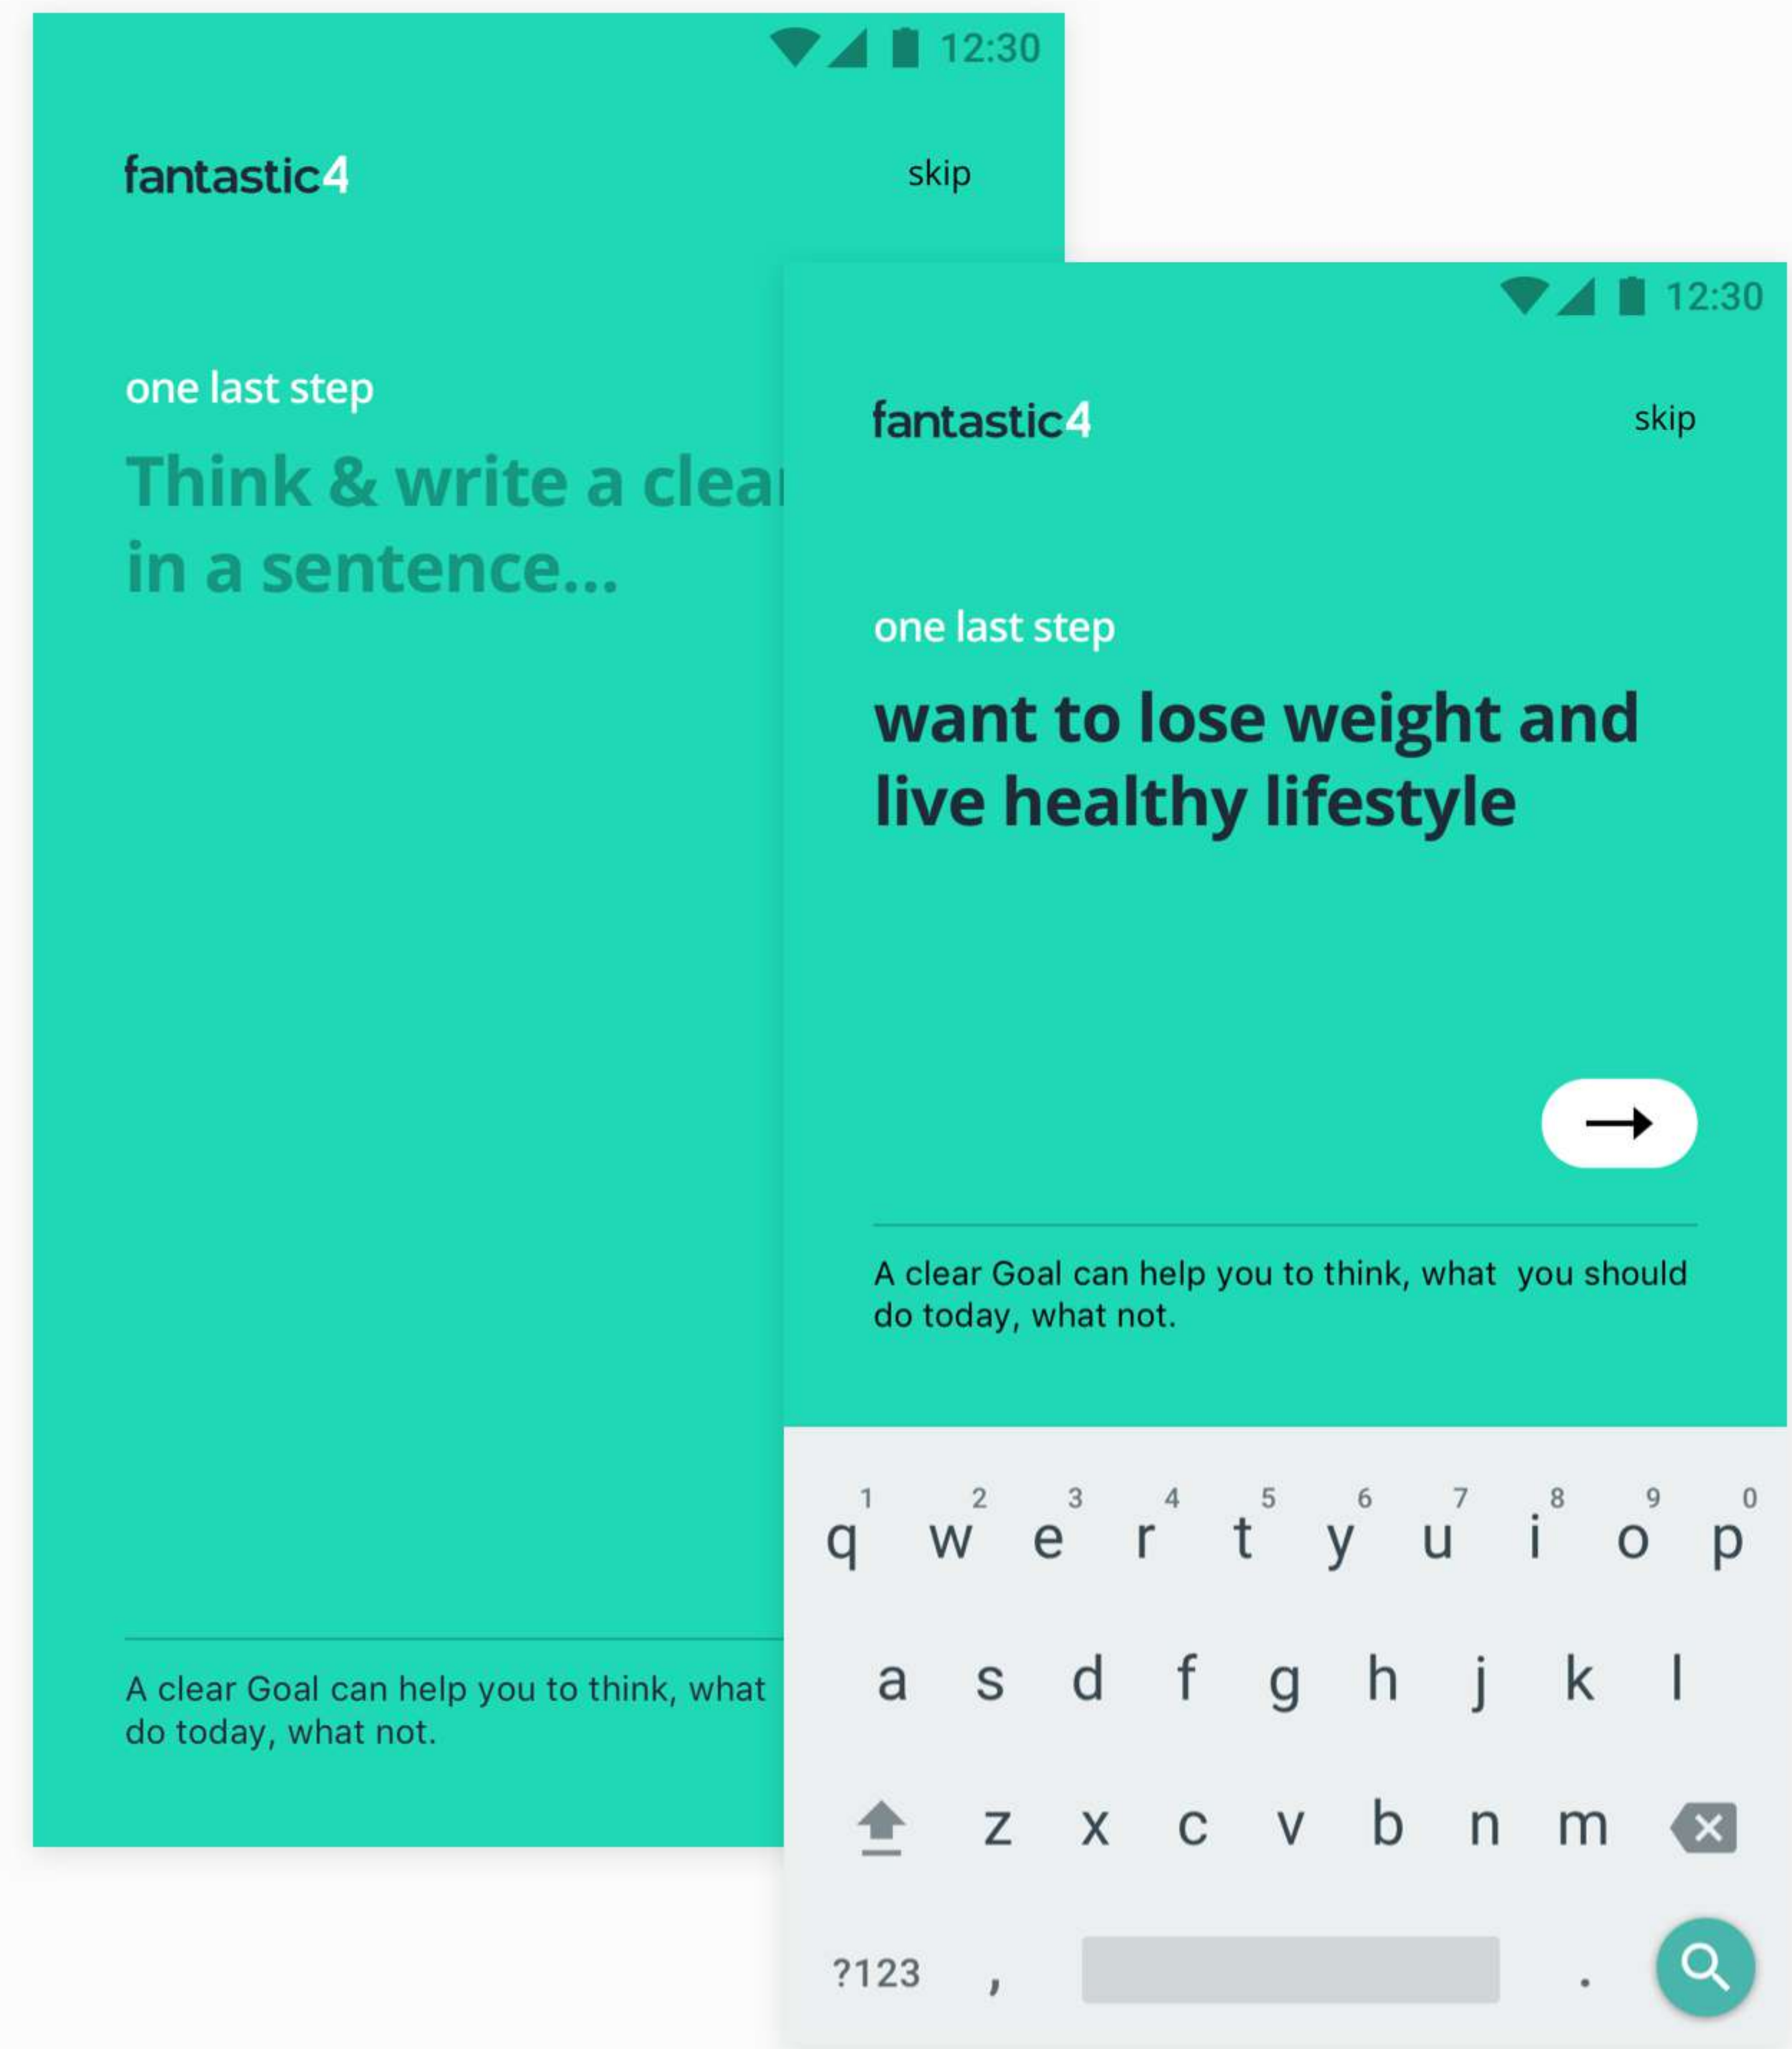 12:30
fantastic4
skip
one last step
Think & write a clea
in a sentence...
A clear Goal can help you to think, what
do today, what not.
12:30
fantastic4
skip
one last step
want to lose weight and
live healthy lifestyle
A clear Goal can help you to think, what  you should
do today, what not.
1 2 3 4 5 6 7 8 9 0
q w e r t y u i o p
a s d f g h j k l
z x c v b n m
?123 , .